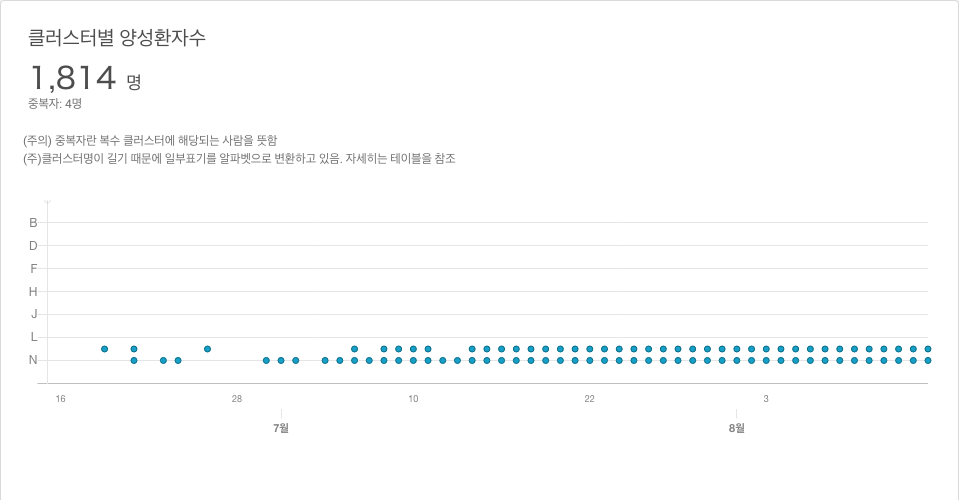 클러스터별 양성환자수
1,814 명
중복자: 4명
(주의) 중복자란 복수 클러스터에 해당되는 사람을 뜻함
(주)클러스터명이 길기 때문에 일부표기를 알파벳으로 변환하고 있음. 자세히는 테이블을 참조
B
D
F
H
J
L
N
16 28 10 22 3
7월 8월